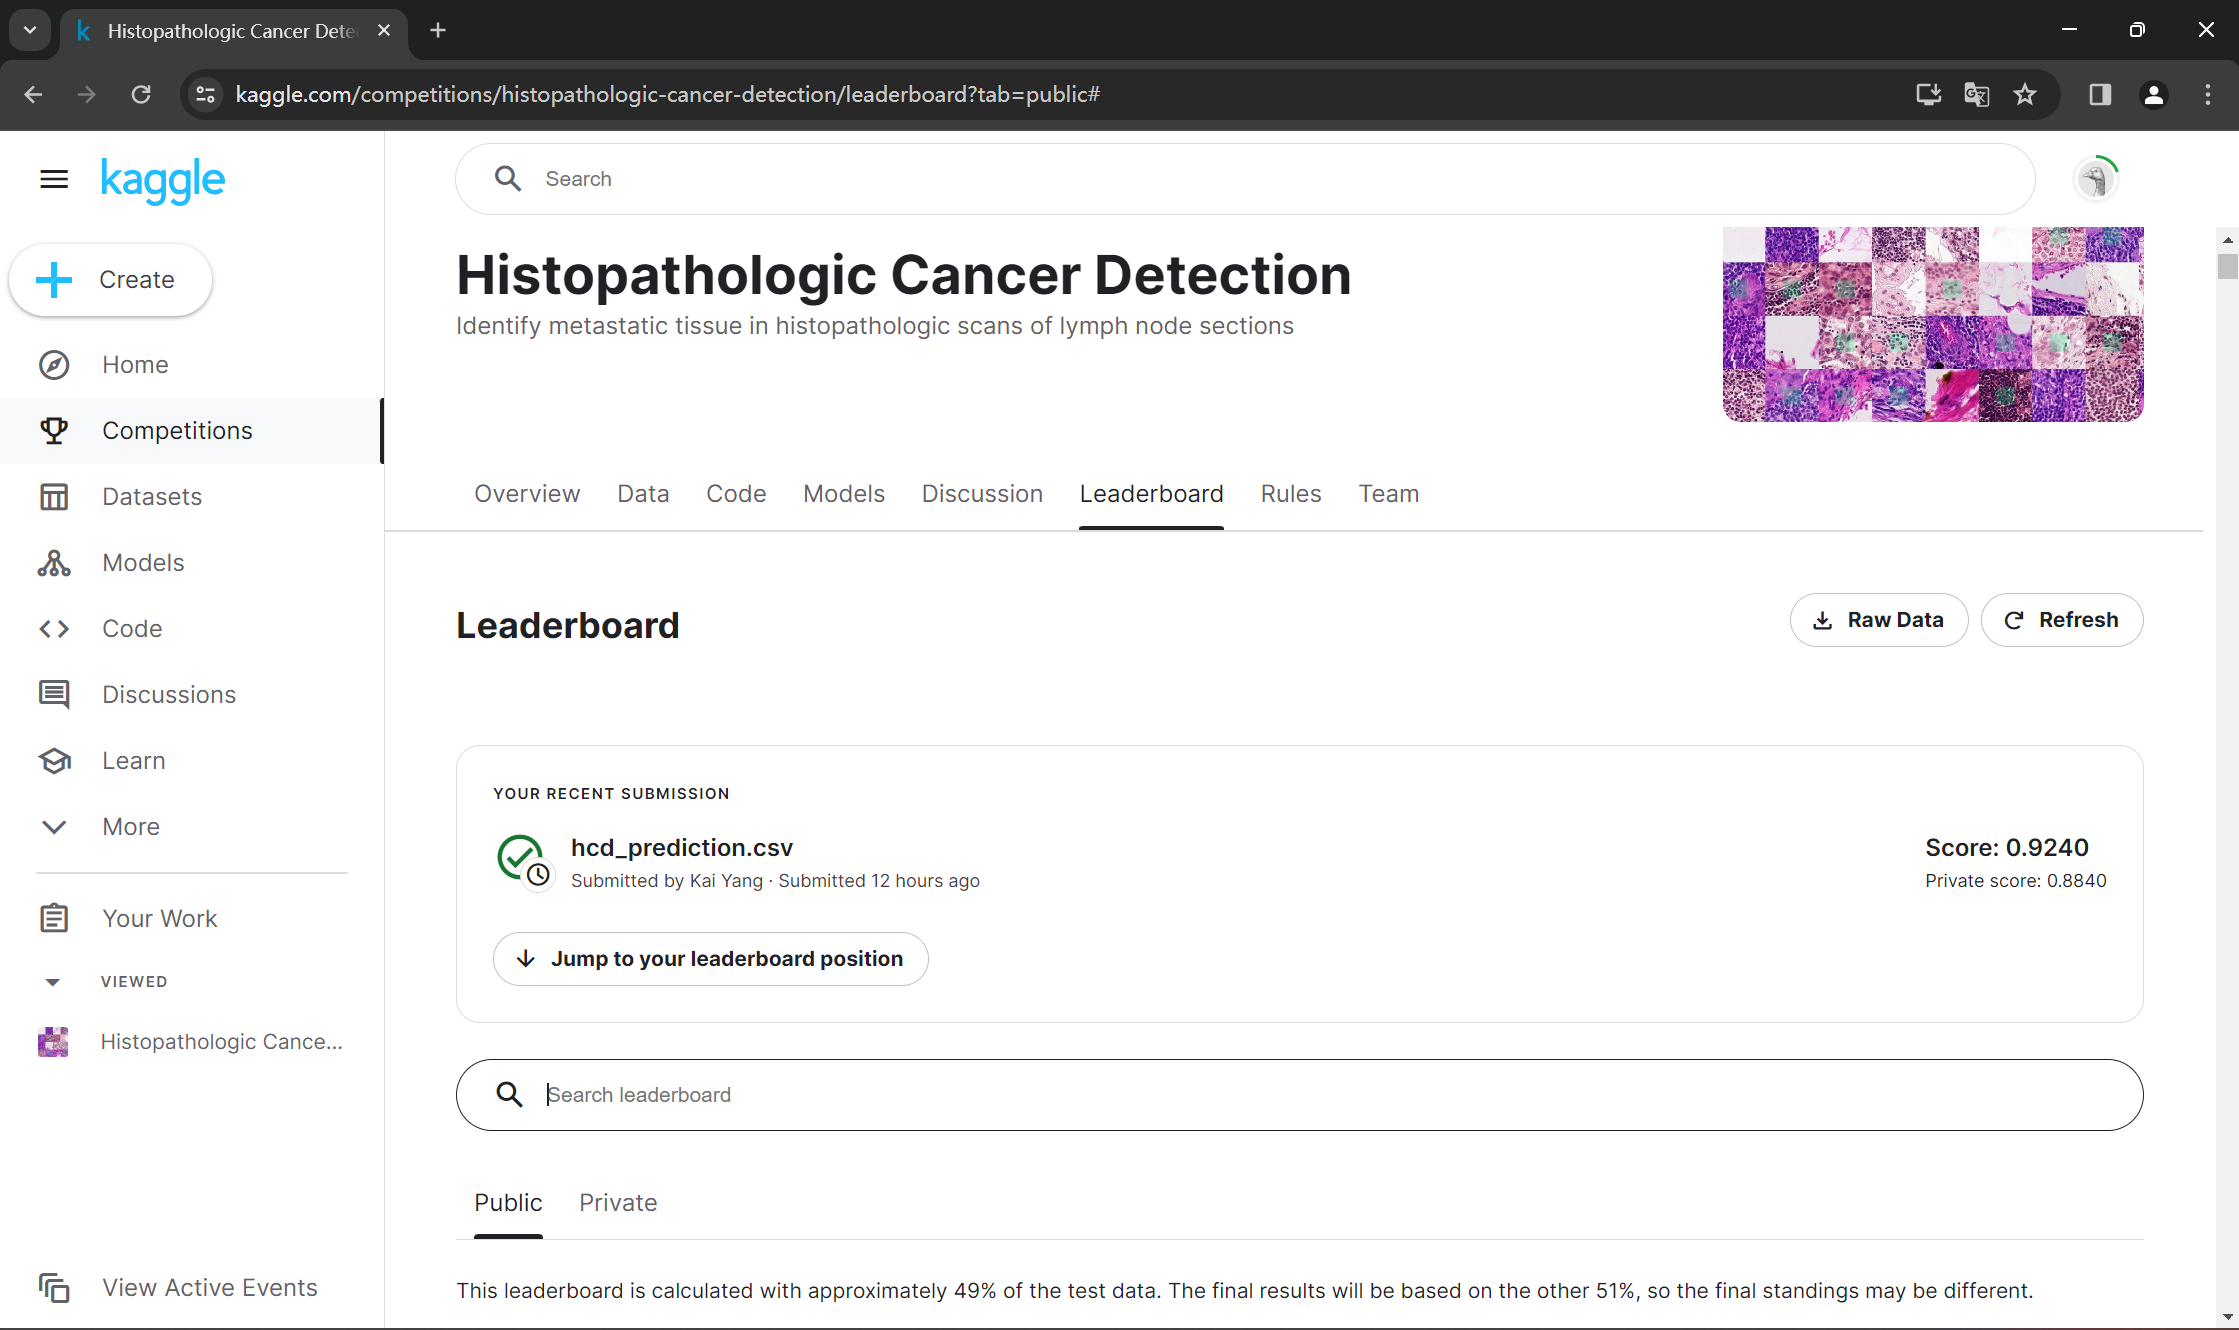 Histopathologic Cancer Dete
kaggle.com/competitions/histopathologic-cancer-detection/leaderboard?tab=public#
kaggle
Search
Create
Home
Competitions
Datasets
Models
Code
Discussions
Learn
More
Your Work
VIEWED
Histopathologic Cance...
View Active Events
Histopathologic Cancer Detection
Identify metastatic tissue in histopathologic scans of lymph node sections
Overview Data Code Models Discussion Leaderboard Rules Team
Leaderboard
Raw Data Refresh
YOUR RECENT SUBMISSION
hcd_prediction.csv
Submitted by Kai Yang · Submitted 12 hours ago
Score: 0.9240
Private score: 0.8840
Jump to your leaderboard position
Search leaderboard
Public Private
This leaderboard is calculated with approximately 49% of the test data. The final results will be based on the other 51%, so the final standings may be different.